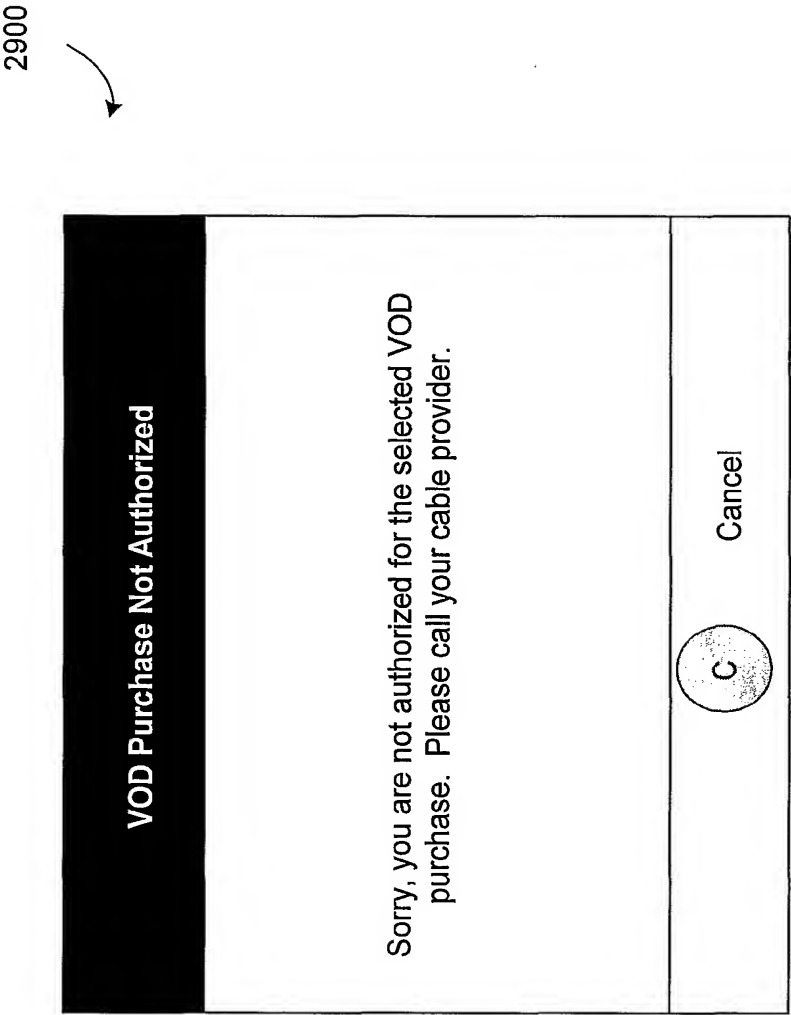 2900
VOD Purchase Not Authorized
Sorry, you are not authorized for the selected VOD
purchase. Please call your cable provider.
C Cancel